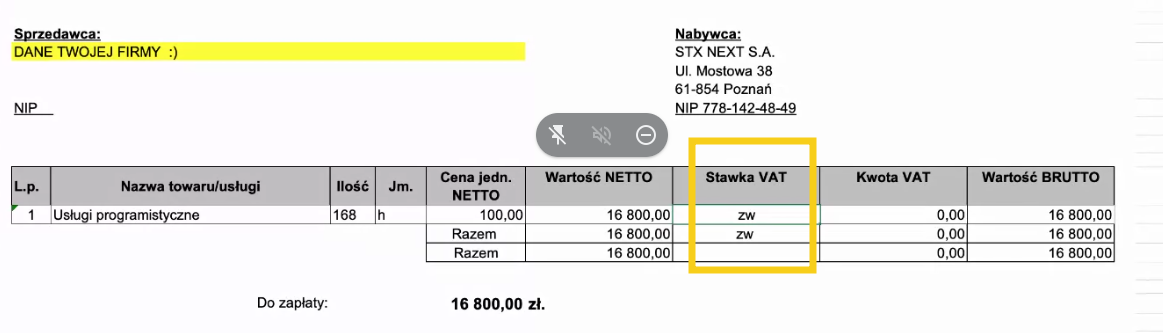 Sprzedawca:
DANE TWOJEJ FIRMY :)
NIP
Nabywca:
STX NEXT S.A.
Ul. Mostowa 38
61-854 Poznań
NIP 778-142-48-49
L.p. Nazwa towaru/usługi Ilość Jm. Cena jedn. NETTO Wartość NETTO Stawka VAT Kwota VAT Wartość BRUTTO
1 Usługi programistyczne 168 h 100,00 16 800,00 zw 0,00 16 800,00
Razem 16 800,00 zw 0,00 16 800,00
Razem 16 800,00 0,00 16 800,00
Do zapłaty: 16 800,00 zł.